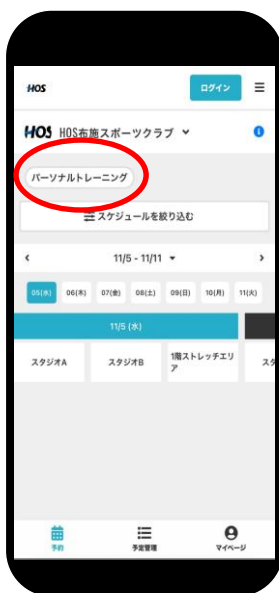 HOS
ログイン
HOS HOS布施スポーツクラブ
パーソナルトレーニング
スケジュールを絞り込む
11/5 - 11/11
05(水) 06(木) 07(金) 08(土) 09(日) 10(月) 11(火)
11/5 (水)
スタジオA スタジオB 1階ストレッチエリ
ア
予約 予定管理 マイページ